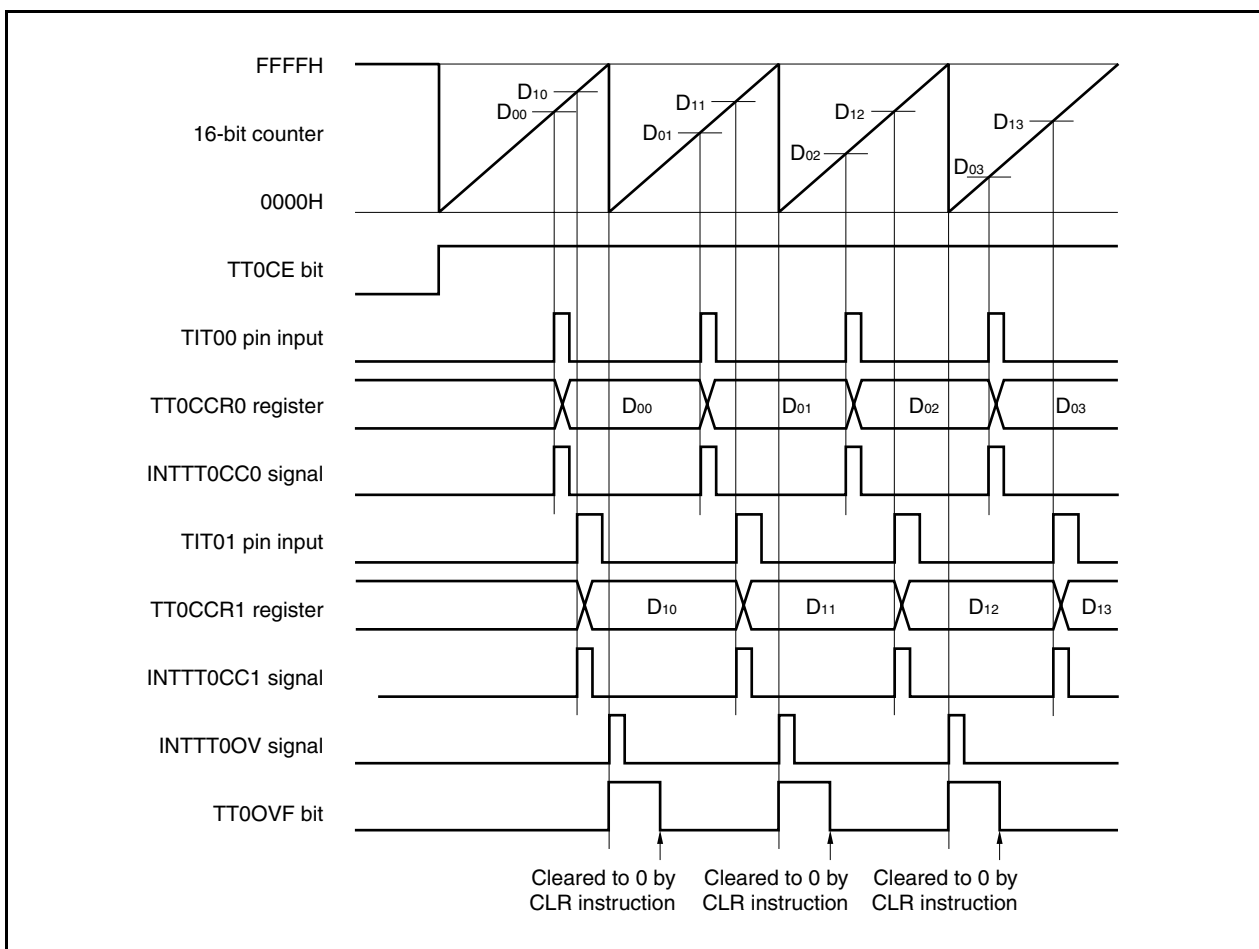 FFFFH
D10
D00
D11
D01
D12
D02
D13
D03
16-bit counter
0000H
TT0CE bit
TIT00 pin input
TT0CCR0 register
D00
D01
D02
D03
INTTT0CC0 signal
TIT01 pin input
TT0CCR1 register
D10
D11
D12
D13
INTTT0CC1 signal
INTTT0OV signal
TT0OVF bit
Cleared to 0 by
CLR instruction
Cleared to 0 by
CLR instruction
Cleared to 0 by
CLR instruction